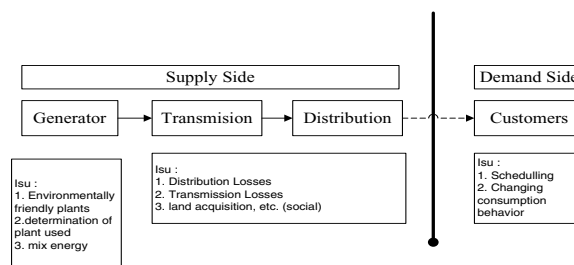 Supply Side
Demand Side
Generator
Transmision
Distribution
Customers
Isu :
1. Environmentally
friendly plants
2.determination of
plant used
3. mix energy
Isu :
1. Distribution Losses
2. Transmission Losses
3. land acquisition, etc. (social)
Isu :
1. Schedulling
2. Changing
consumption
behavior